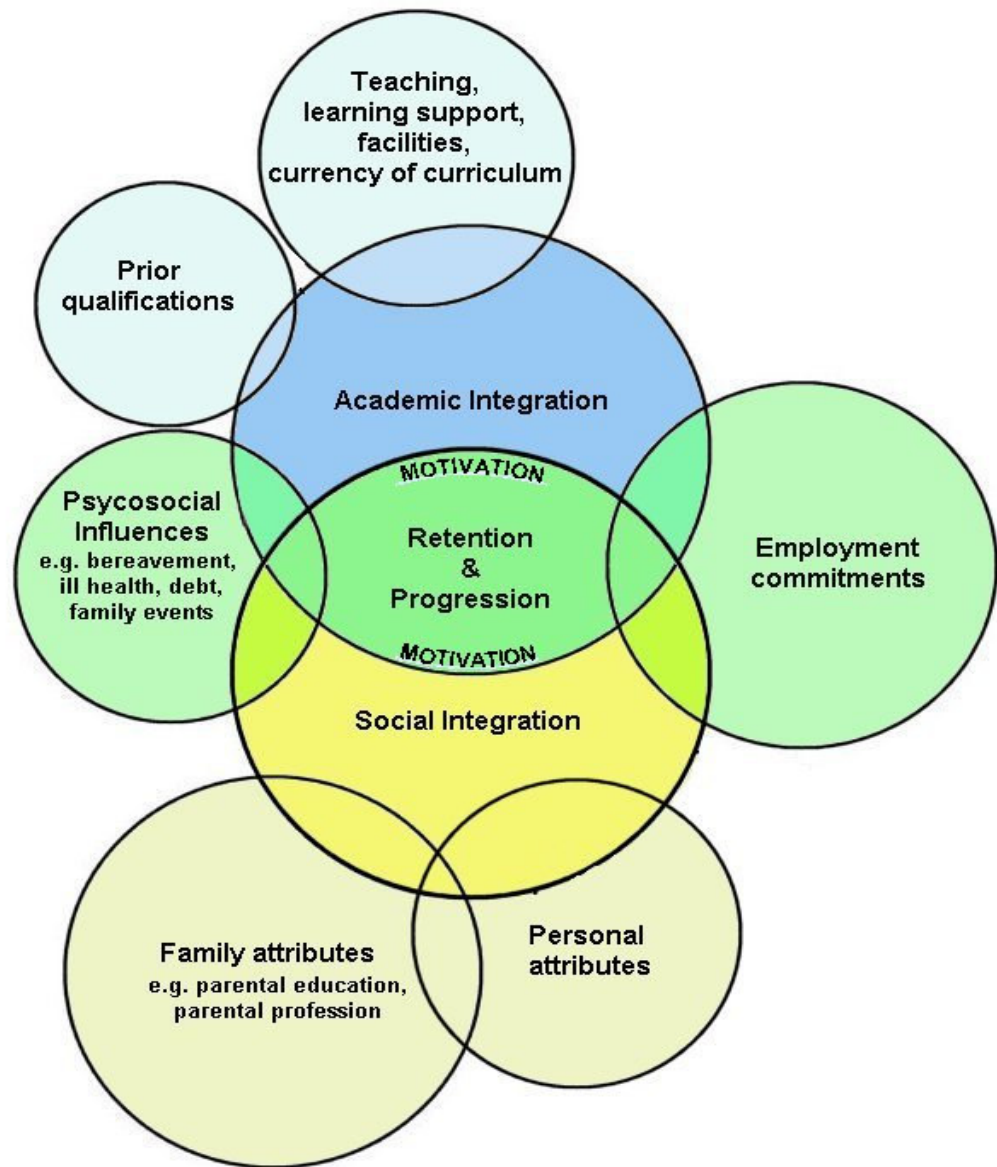 Teaching,
learning support,
facilities,
currency of curriculum
Prior
qualifications
Academic Integration
MOTIVATION
Retention
&
Progression
MOTIVATION
Psycosocial
Influences
e.g. bereavement,
ill health, debt,
family events
Employment
commitments
Social Integration
Family attributes
e.g. parental education,
parental profession
Personal
attributes